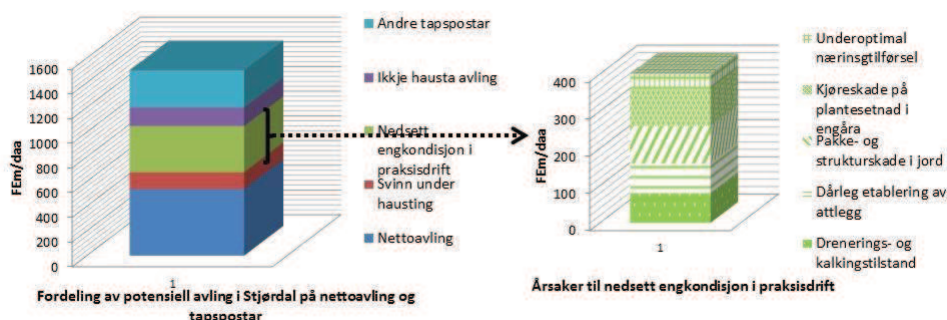 1600
1400
1200
1000
800
600
400
200
0
FEm/daa
1
Andre tapspostar
Ikkje hausta avling
Nedsett
engkondisjon i
praksisdrift
Svinn under
hausting
Nettoavling
Fordeling av potensiell avling i Stjørdal på nettoavling og
tapspostar
400
300
200
100
0
FEm/daa
1
Underoptimal
næringtilførsel
Kjøreskade på
plantesetnad i
engåra
Pakke- og
strukturskade i jord
Dårleg etablering av
attlegg
Drenerings- og
kalkingstilstand
Årsaker til nedsett engkondisjon i praksisdrift